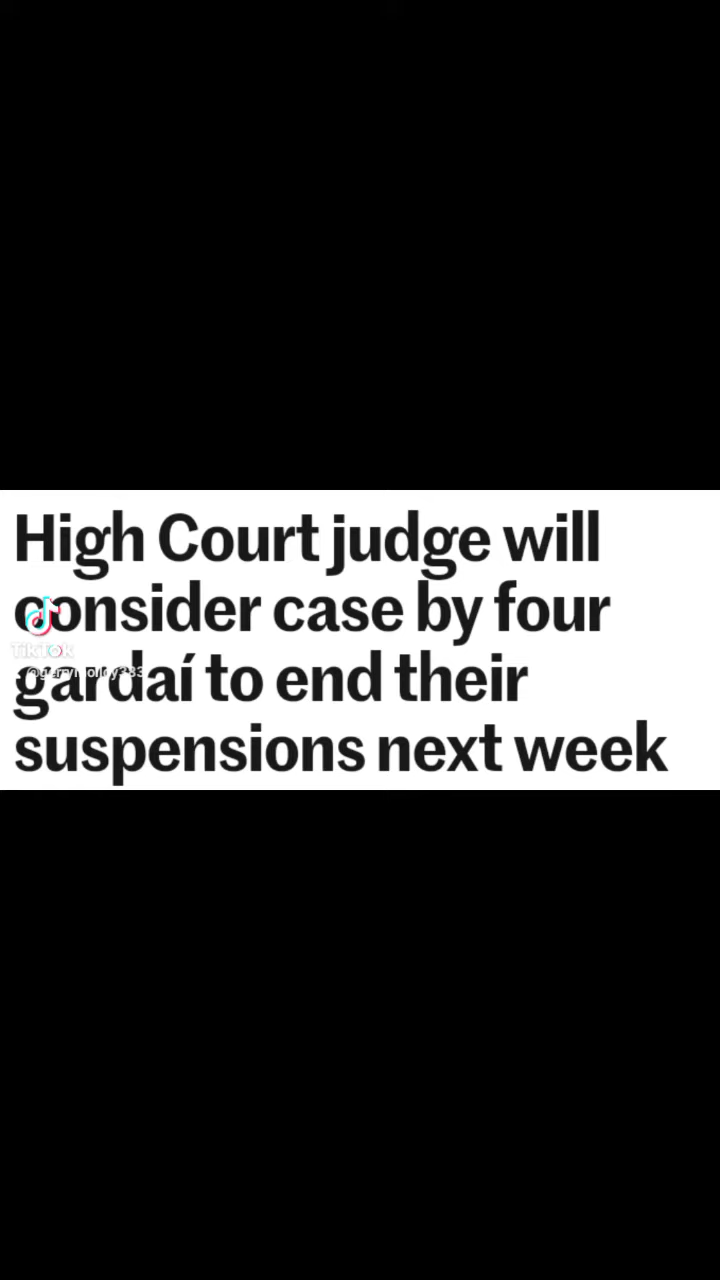 High Court judge will
consider case by four
gardaí to end their
suspensions next week
TikTok